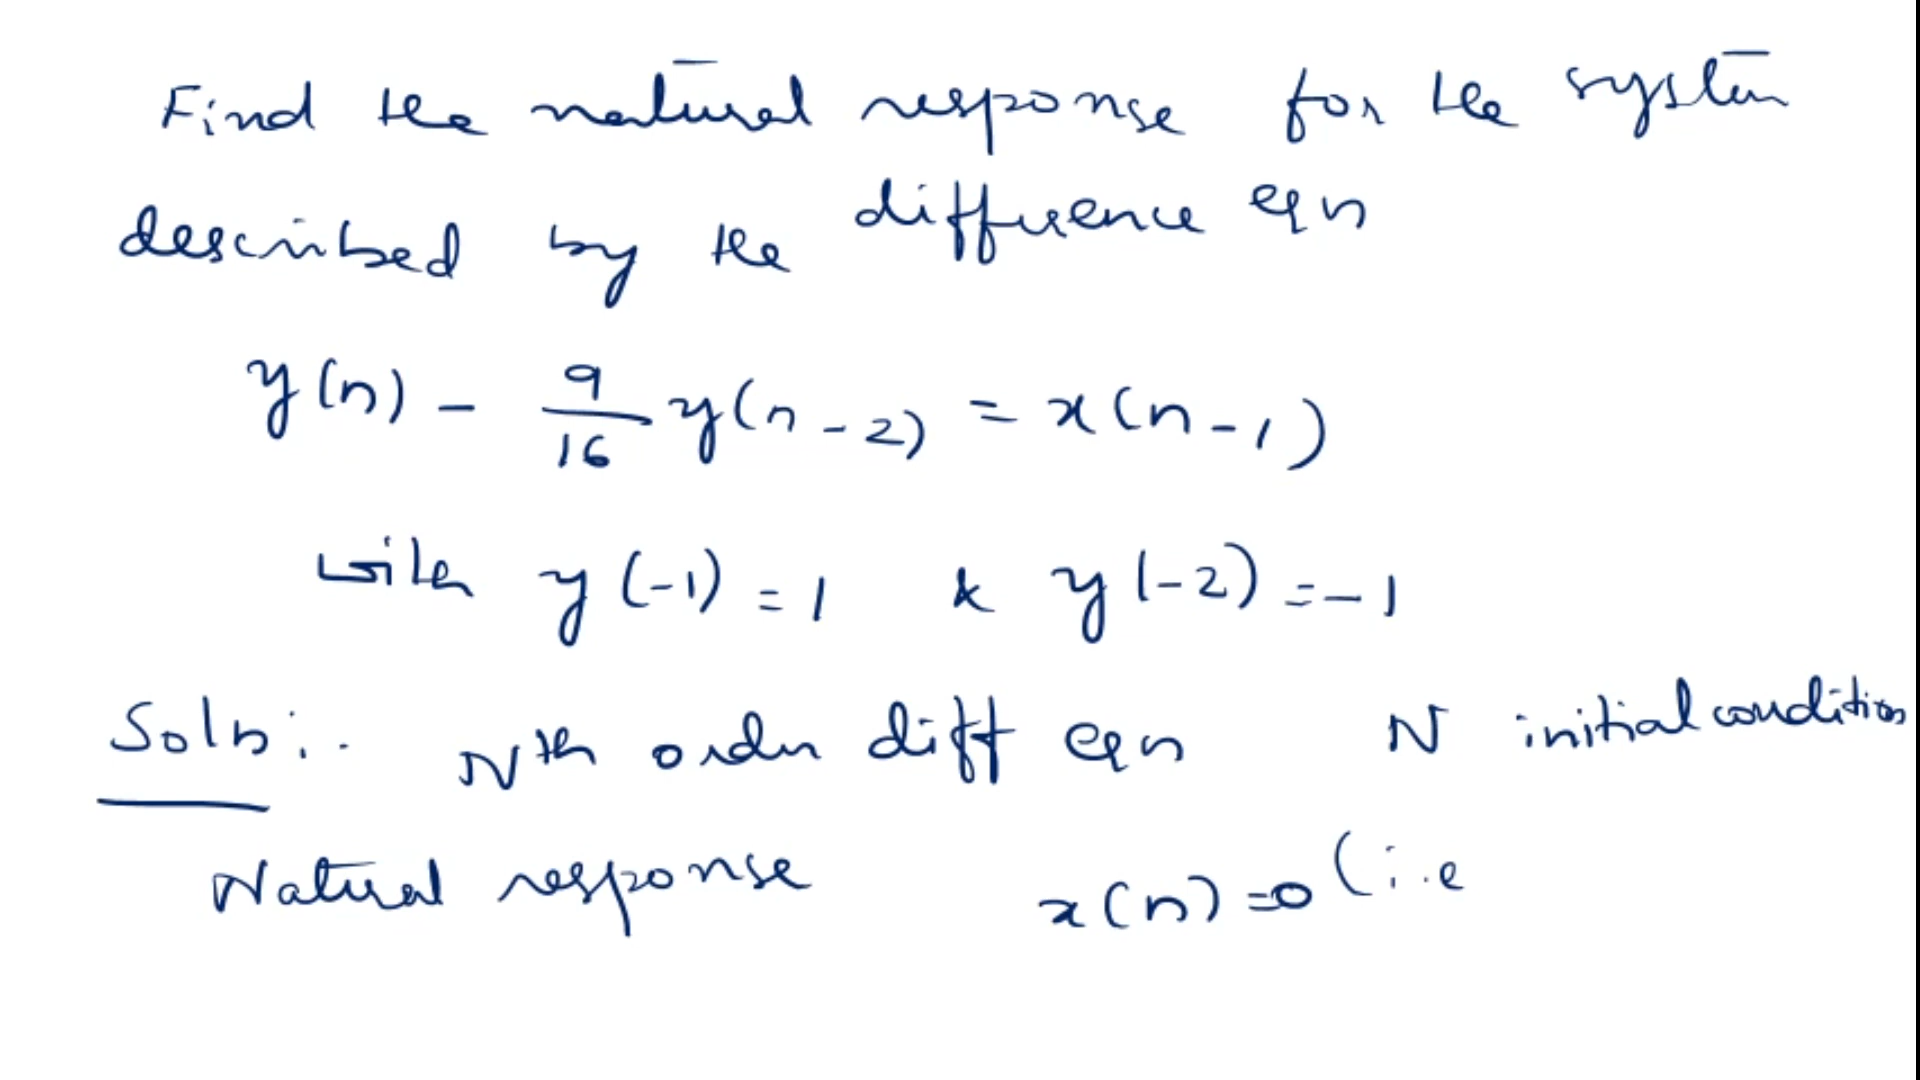 Find the natural response for the system
described by the difference eqn
y(n) - 9/16 y(n-2) = x(n-1)
with y(-1) = 1 & y(-2) = -1
Soln:- Nth order diff eqn N initial condition
Natural response x(n)=0 (i.e